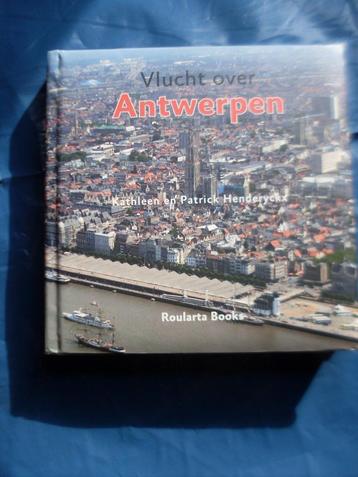 Vlucht over
Antwerpen
Kathleen en Patrick Henderyckx
Roularta Books